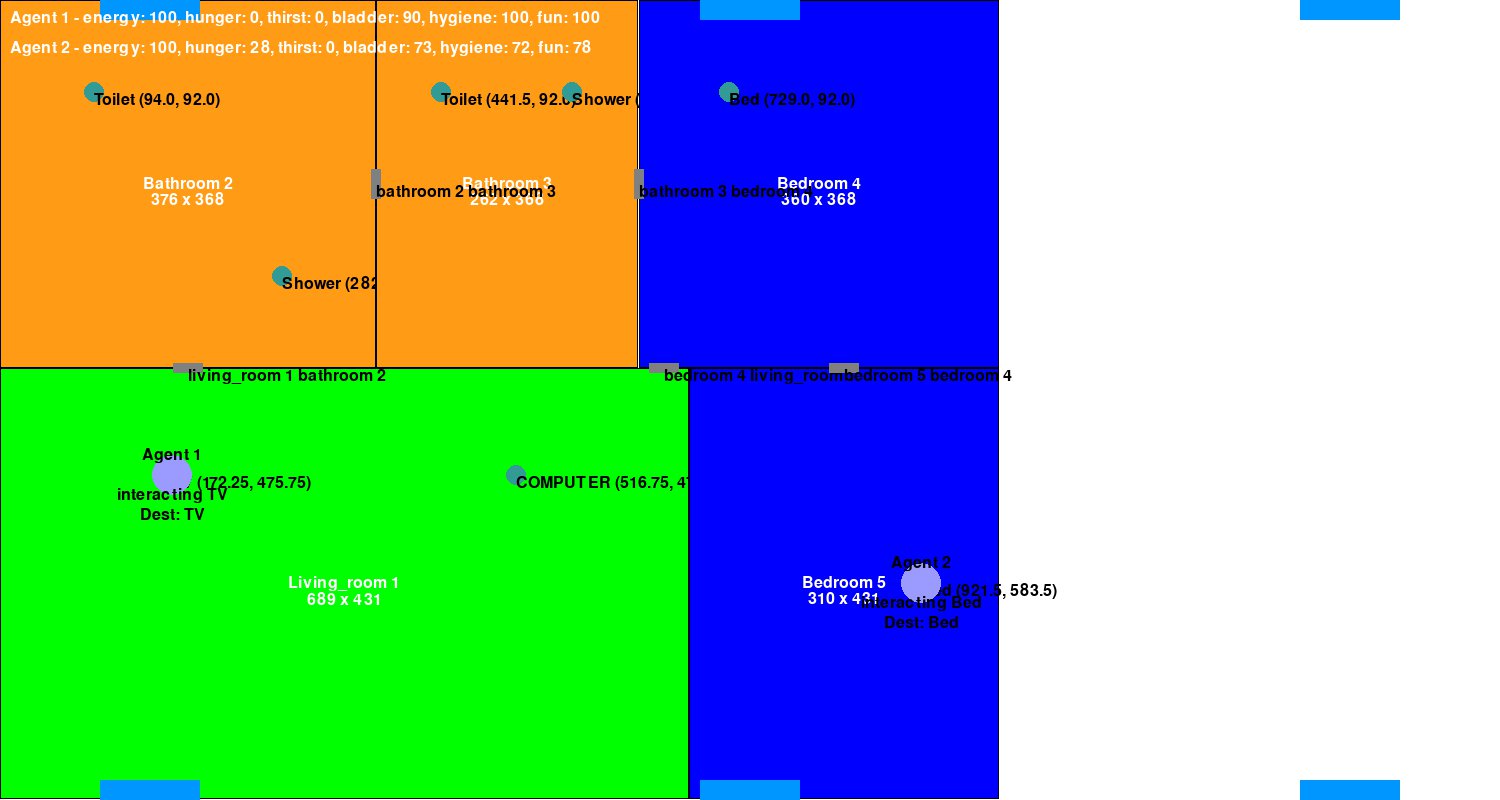 Agent 1 - energy: 100, hunger: 0, thirst: 0, bladder: 90, hygiene: 100, fun: 100
Agent 2 - energy: 100, hunger: 28, thirst: 0, bladder: 73, hygiene: 72, fun: 78
Toilet (94.0, 92.0)
Toilet (441.5, 92.0)
Shower (
Bed (729.0, 92.0)
Bathroom 2
376 x 368
bathroom 2 bathroom 3
Bathroom 3
262 x 368
bathroom 3 bedroom 4
Bedroom 4
360 x 368
Shower (282
living_room 1 bathroom 2
bedroom 4 living_room
bedroom 5 bedroom 4
Agent 1
(172.25, 475.75)
interacting TV
Dest: TV
COMPUTER (516.75, 47
Living_room 1
689 x 431
Bedroom 5
310 x 431
Agent 2
(921.5, 583.5)
interacting Bed
Dest: Bed